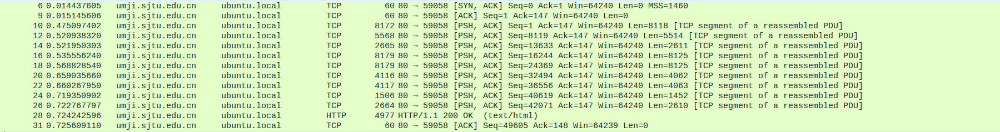 6 0.014437605 umji.sjtu.edu.cn ubuntu.local TCP 60 80 → 59058 [SYN, ACK] Seq=0 Ack=1 Win=64240 Len=0 MSS=1460
9 0.015145606 umji.sjtu.edu.cn ubuntu.local TCP 60 80 → 59058 [ACK] Seq=1 Ack=147 Win=64240 Len=0
10 0.475097402 umji.sjtu.edu.cn ubuntu.local TCP 8172 80 → 59058 [PSH, ACK] Seq=1 Ack=147 Win=64240 Len=8118 [TCP segment of a reassembled PDU]
12 0.520938320 umji.sjtu.edu.cn ubuntu.local TCP 5568 80 → 59058 [PSH, ACK] Seq=8119 Ack=147 Win=64240 Len=5514 [TCP segment of a reassembled PDU]
14 0.521950303 umji.sjtu.edu.cn ubuntu.local TCP 2665 80 → 59058 [PSH, ACK] Seq=13633 Ack=147 Win=64240 Len=2611 [TCP segment of a reassembled PDU]
16 0.535556240 umji.sjtu.edu.cn ubuntu.local TCP 8179 80 → 59058 [PSH, ACK] Seq=16244 Ack=147 Win=64240 Len=8125 [TCP segment of a reassembled PDU]
18 0.568828540 umji.sjtu.edu.cn ubuntu.local TCP 8179 80 → 59058 [PSH, ACK] Seq=24369 Ack=147 Win=64240 Len=8125 [TCP segment of a reassembled PDU]
20 0.659035660 umji.sjtu.edu.cn ubuntu.local TCP 4116 80 → 59058 [PSH, ACK] Seq=32494 Ack=147 Win=64240 Len=4062 [TCP segment of a reassembled PDU]
22 0.660267950 umji.sjtu.edu.cn ubuntu.local TCP 4117 80 → 59058 [PSH, ACK] Seq=36556 Ack=147 Win=64240 Len=4063 [TCP segment of a reassembled PDU]
24 0.719350902 umji.sjtu.edu.cn ubuntu.local TCP 1506 80 → 59058 [PSH, ACK] Seq=40619 Ack=147 Win=64240 Len=1452 [TCP segment of a reassembled PDU]
26 0.722767797 umji.sjtu.edu.cn ubuntu.local TCP 2664 80 → 59058 [PSH, ACK] Seq=42071 Ack=147 Win=64240 Len=2610 [TCP segment of a reassembled PDU]
28 0.724242596 umji.sjtu.edu.cn ubuntu.local HTTP 4977 HTTP/1.1 200 OK (text/html)
31 0.725609110 umji.sjtu.edu.cn ubuntu.local TCP 60 80 → 59058 [ACK] Seq=49605 Ack=148 Win=64239 Len=0